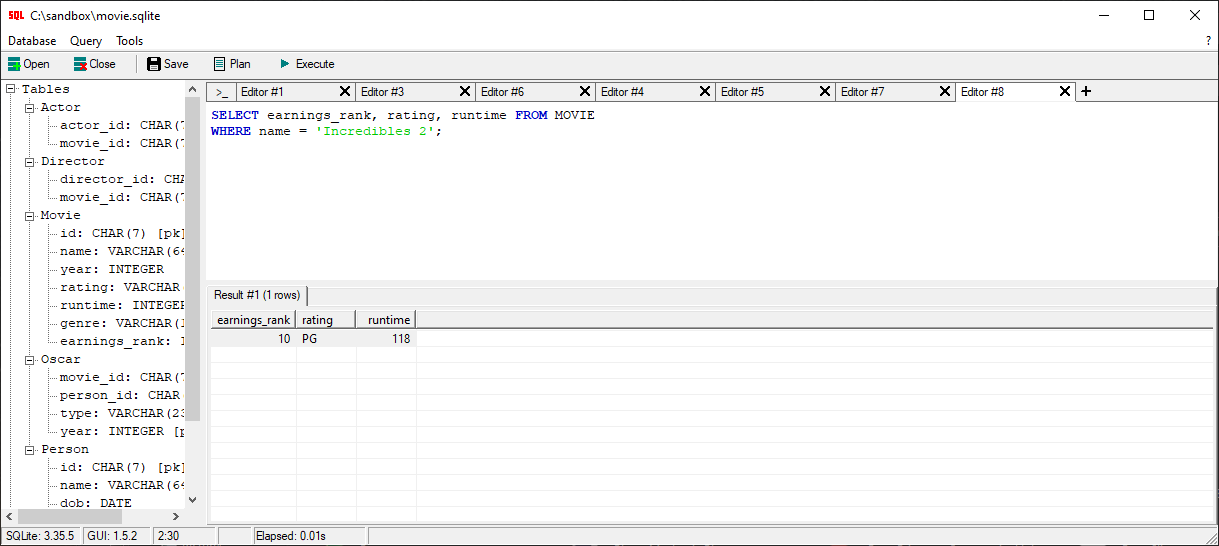 SQL C:\sandbox\movie.sqlite
Database Query Tools ?
Open Close Save Plan Execute
Tables
Actor
actor_id: CHAR(7
movie_id: CHAR(7
Director
director_id: CHA
movie_id: CHAR(7
Movie
id: CHAR(7) [pk]
name: VARCHAR(64
year: INTEGER
rating: VARCHAR
runtime: INTEGER
genre: VARCHAR(1
earnings_rank: I
Oscar
movie_id: CHAR(7
person_id: CHAR
type: VARCHAR(23
year: INTEGER [p
Person
id: CHAR(7) [pk]
name: VARCHAR(64
dob: DATE
>_ Editor #1 Editor #3 Editor #6 Editor #4 Editor #5 Editor #7 Editor #8
SELECT earnings_rank, rating, runtime FROM MOVIE
WHERE name = 'Incredibles 2';
Result #1 (1 rows)
earnings_rank rating runtime
10 PG 118
SQLite: 3.35.5 GUI: 1.5.2 2:30 Elapsed: 0.01s